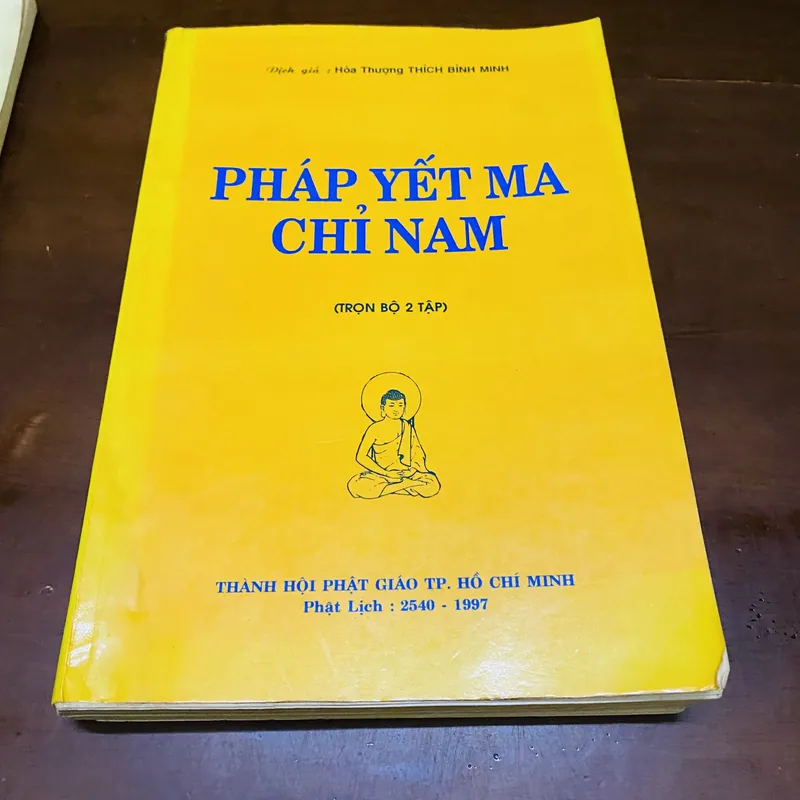 Dịch giả : Hòa Thượng THÍCH BÌNH MINH
PHÁP YẾT MA
CHỈ NAM
(TRỌN BỘ 2 TẬP)
THÀNH HỘI PHẬT GIÁO TP. HỒ CHÍ MINH
Phật Lịch : 2540 - 1997